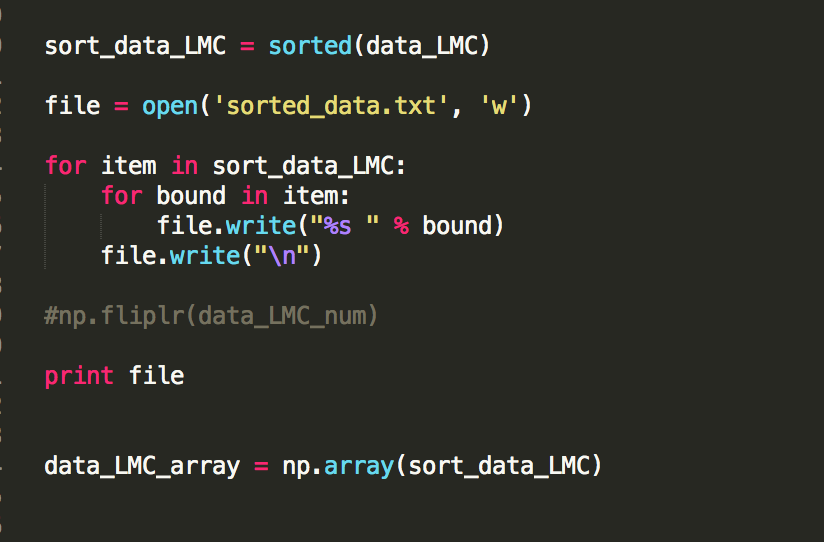 sort_data_LMC = sorted(data_LMC)
file = open('sorted_data.txt', 'w')
for item in sort_data_LMC:
for bound in item:
file.write("%s " % bound)
file.write("\n")
#np.fliplr(data_LMC_num)
print file
data_LMC_array = np.array(sort_data_LMC)